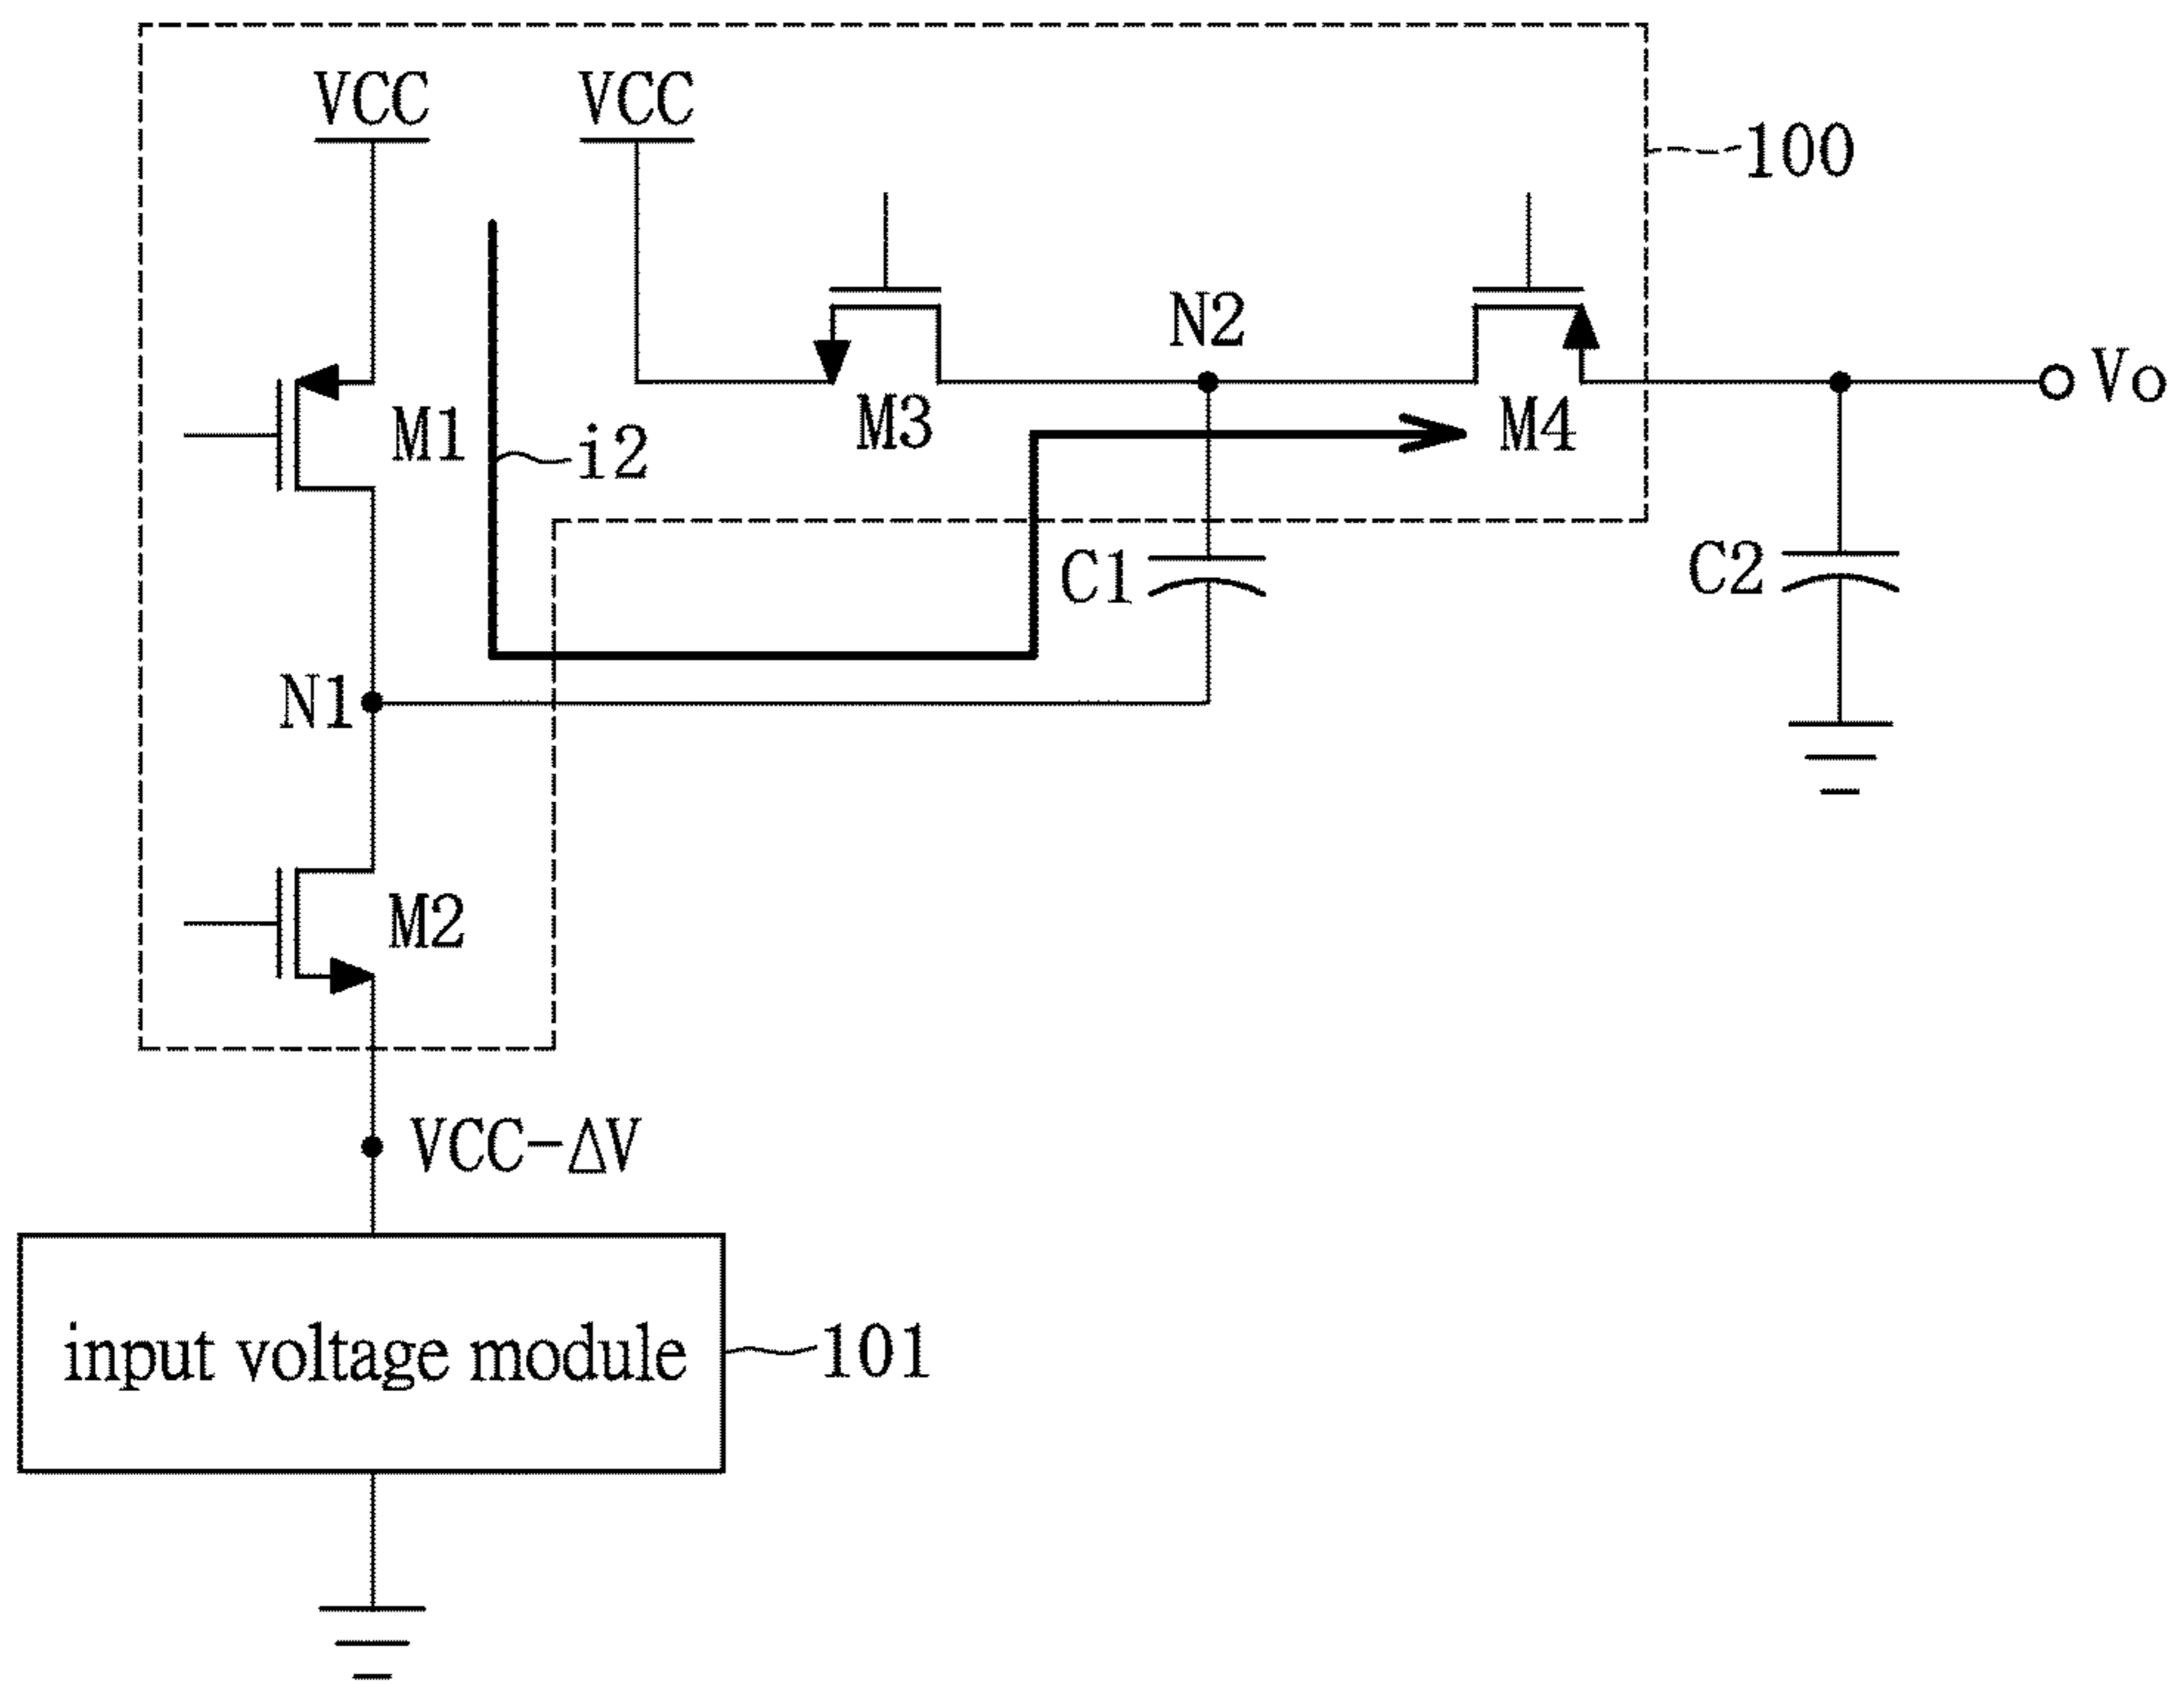 VCC VCC
100
N2
Vo
M1 i2 M3 M4
C1 C2
N1
M2
VCC-ΔV
input voltage module 101